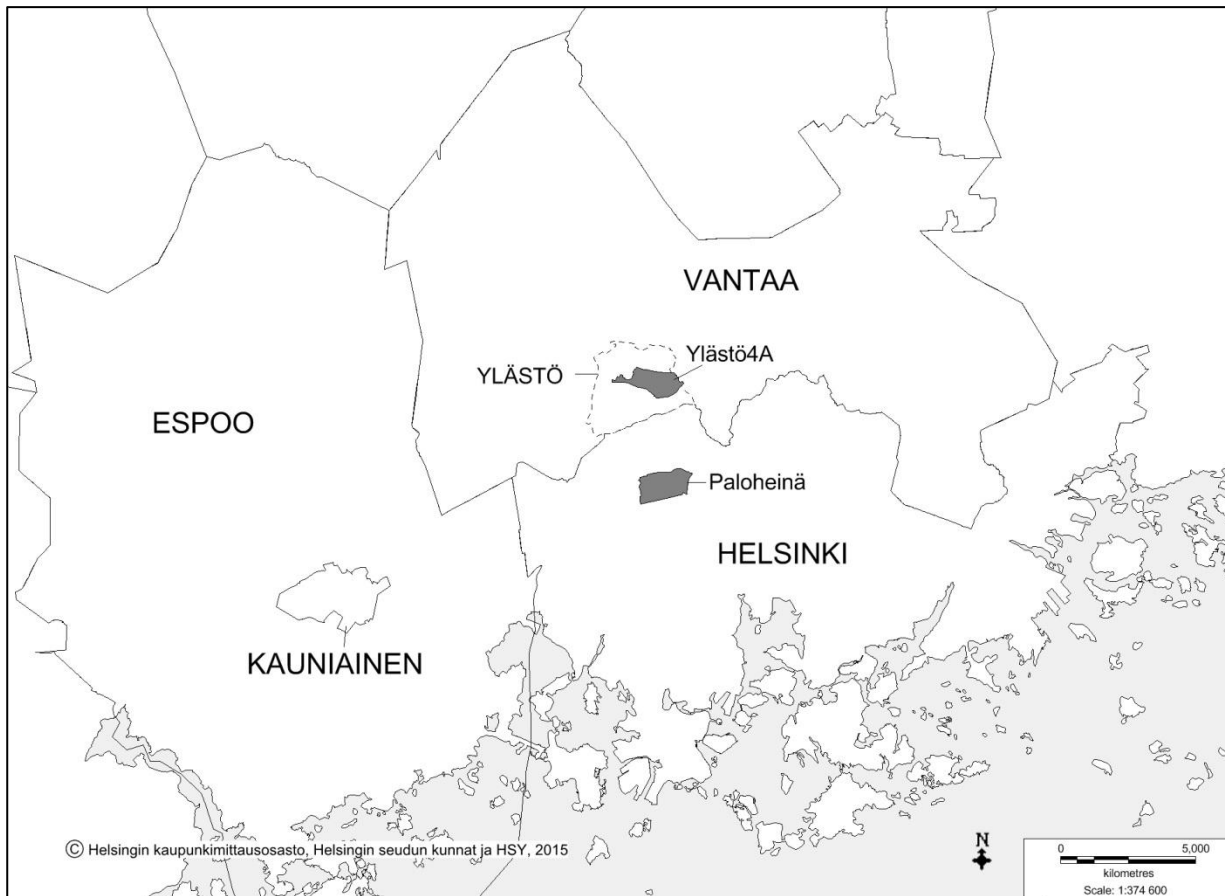 VANTAA
Ylästö4A
YLÄSTÖ
ESPOO
Paloheinä
HELSINKI
KAUNIAINEN
© Helsingin kaupunkimittausosasto, Helsingin seudun kunnat ja HSY, 2015
N
0 5,000
kilometres
Scale: 1:374 600